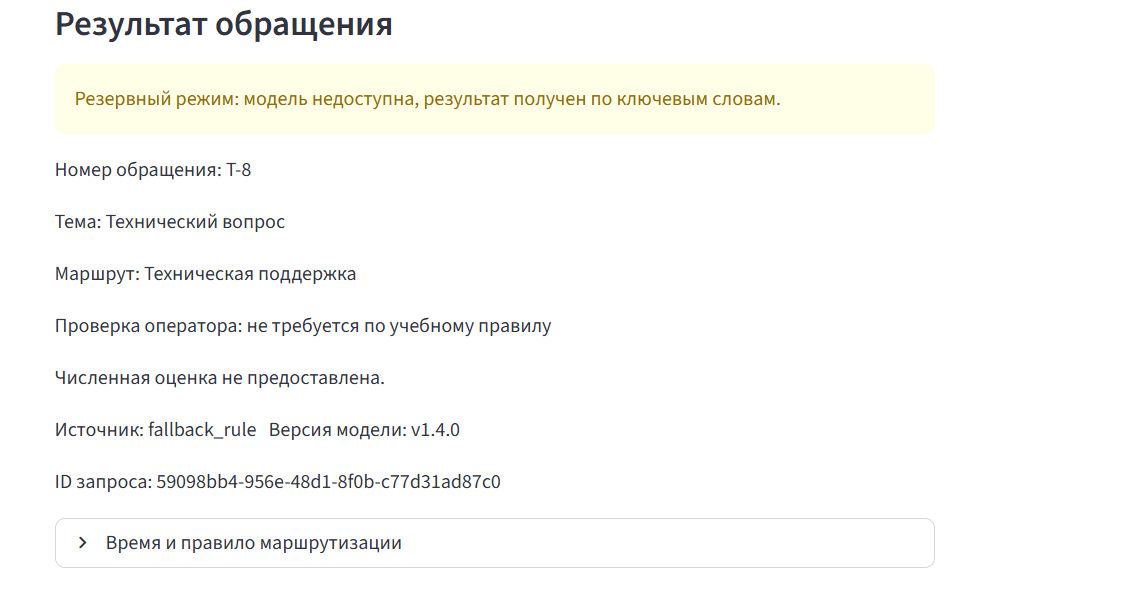 Результат обращения
Резервный режим: модель недоступна, результат получен по ключевым словам.
Номер обращения: T-8
Тема: Технический вопрос
Маршрут: Техническая поддержка
Проверка оператора: не требуется по учебному правилу
Численная оценка не предоставлена.
Источник: fallback_rule Версия модели: v1.4.0
ID запроса: 59098bb4-956e-48d1-8f0b-c77d31ad87c0
Время и правило маршрутизации